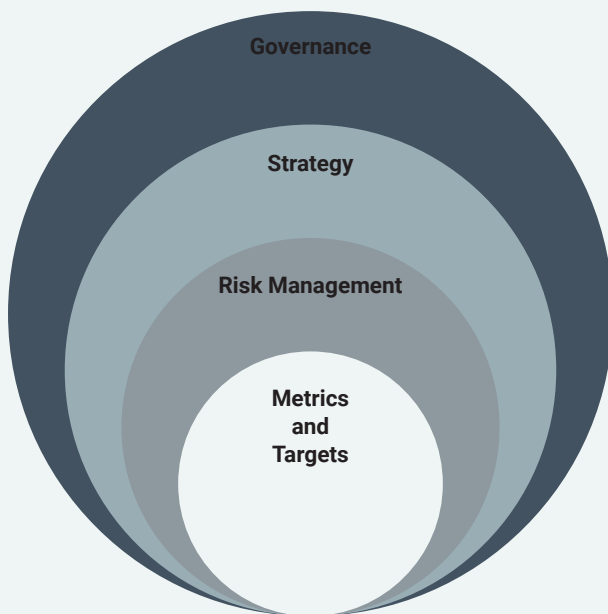 Governance
Strategy
Risk Management
Metrics
and
Targets